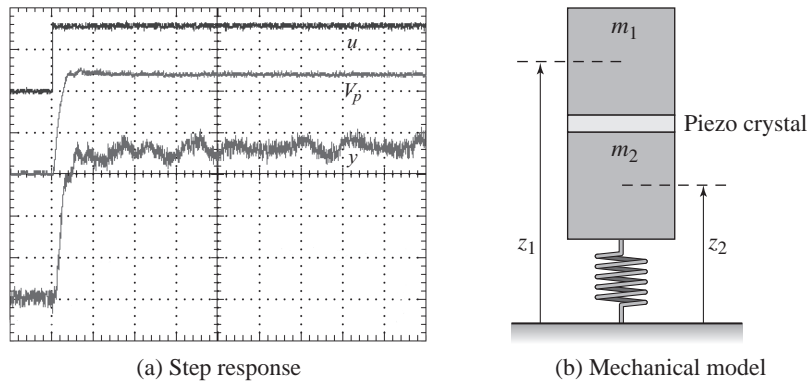 u
V_p
y
(a) Step response
m_1
Piezo crystal
m_2
z_1
z_2
(b) Mechanical model